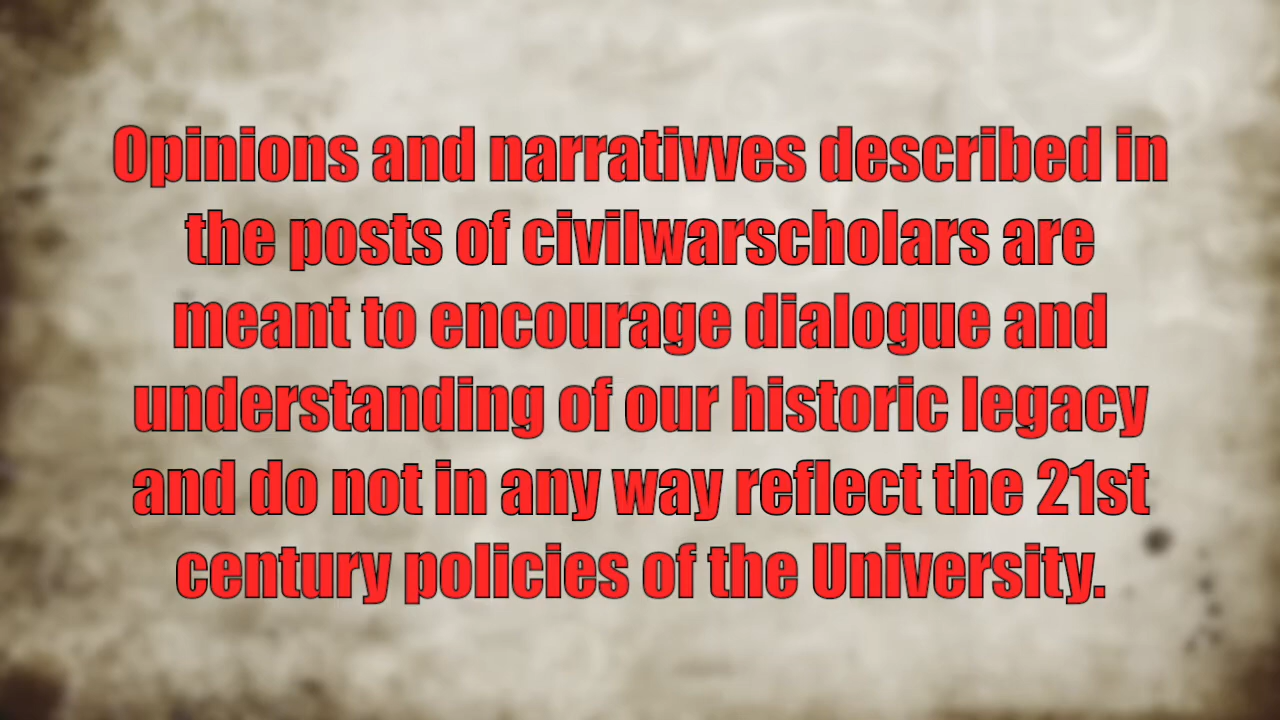 Opinions and narrativves described in
the posts of civilwarscholars are
meant to encourage dialogue and
understanding of our historic legacy
and do not in any way reflect the 21st
century policies of the University.